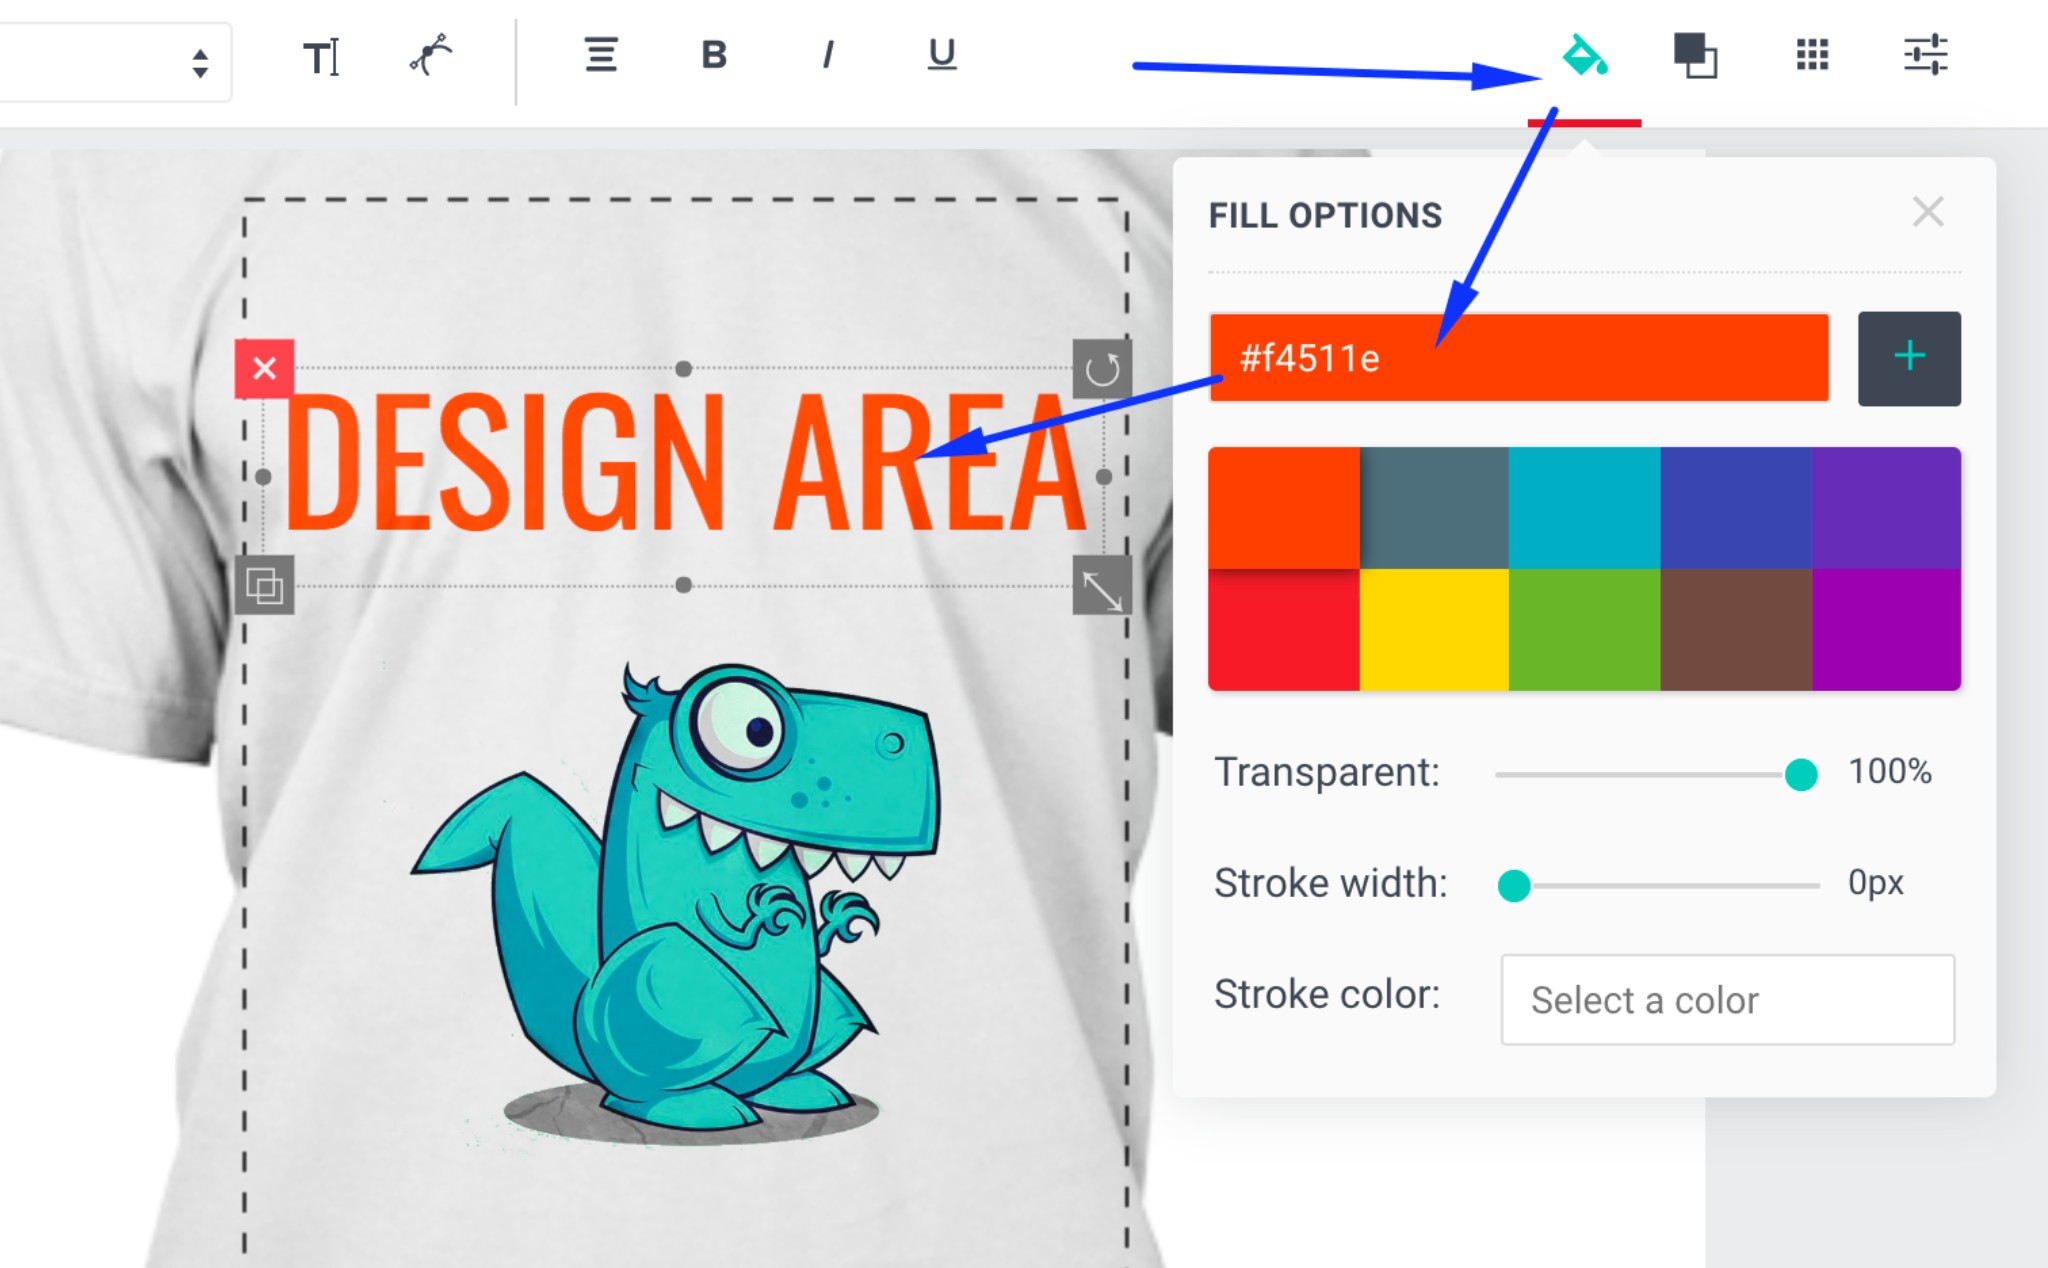 B I U
FILL OPTIONS
#f4511e
DESIGN AREA
Transparent: 100%
Stroke width: 0px
Stroke color: Select a color